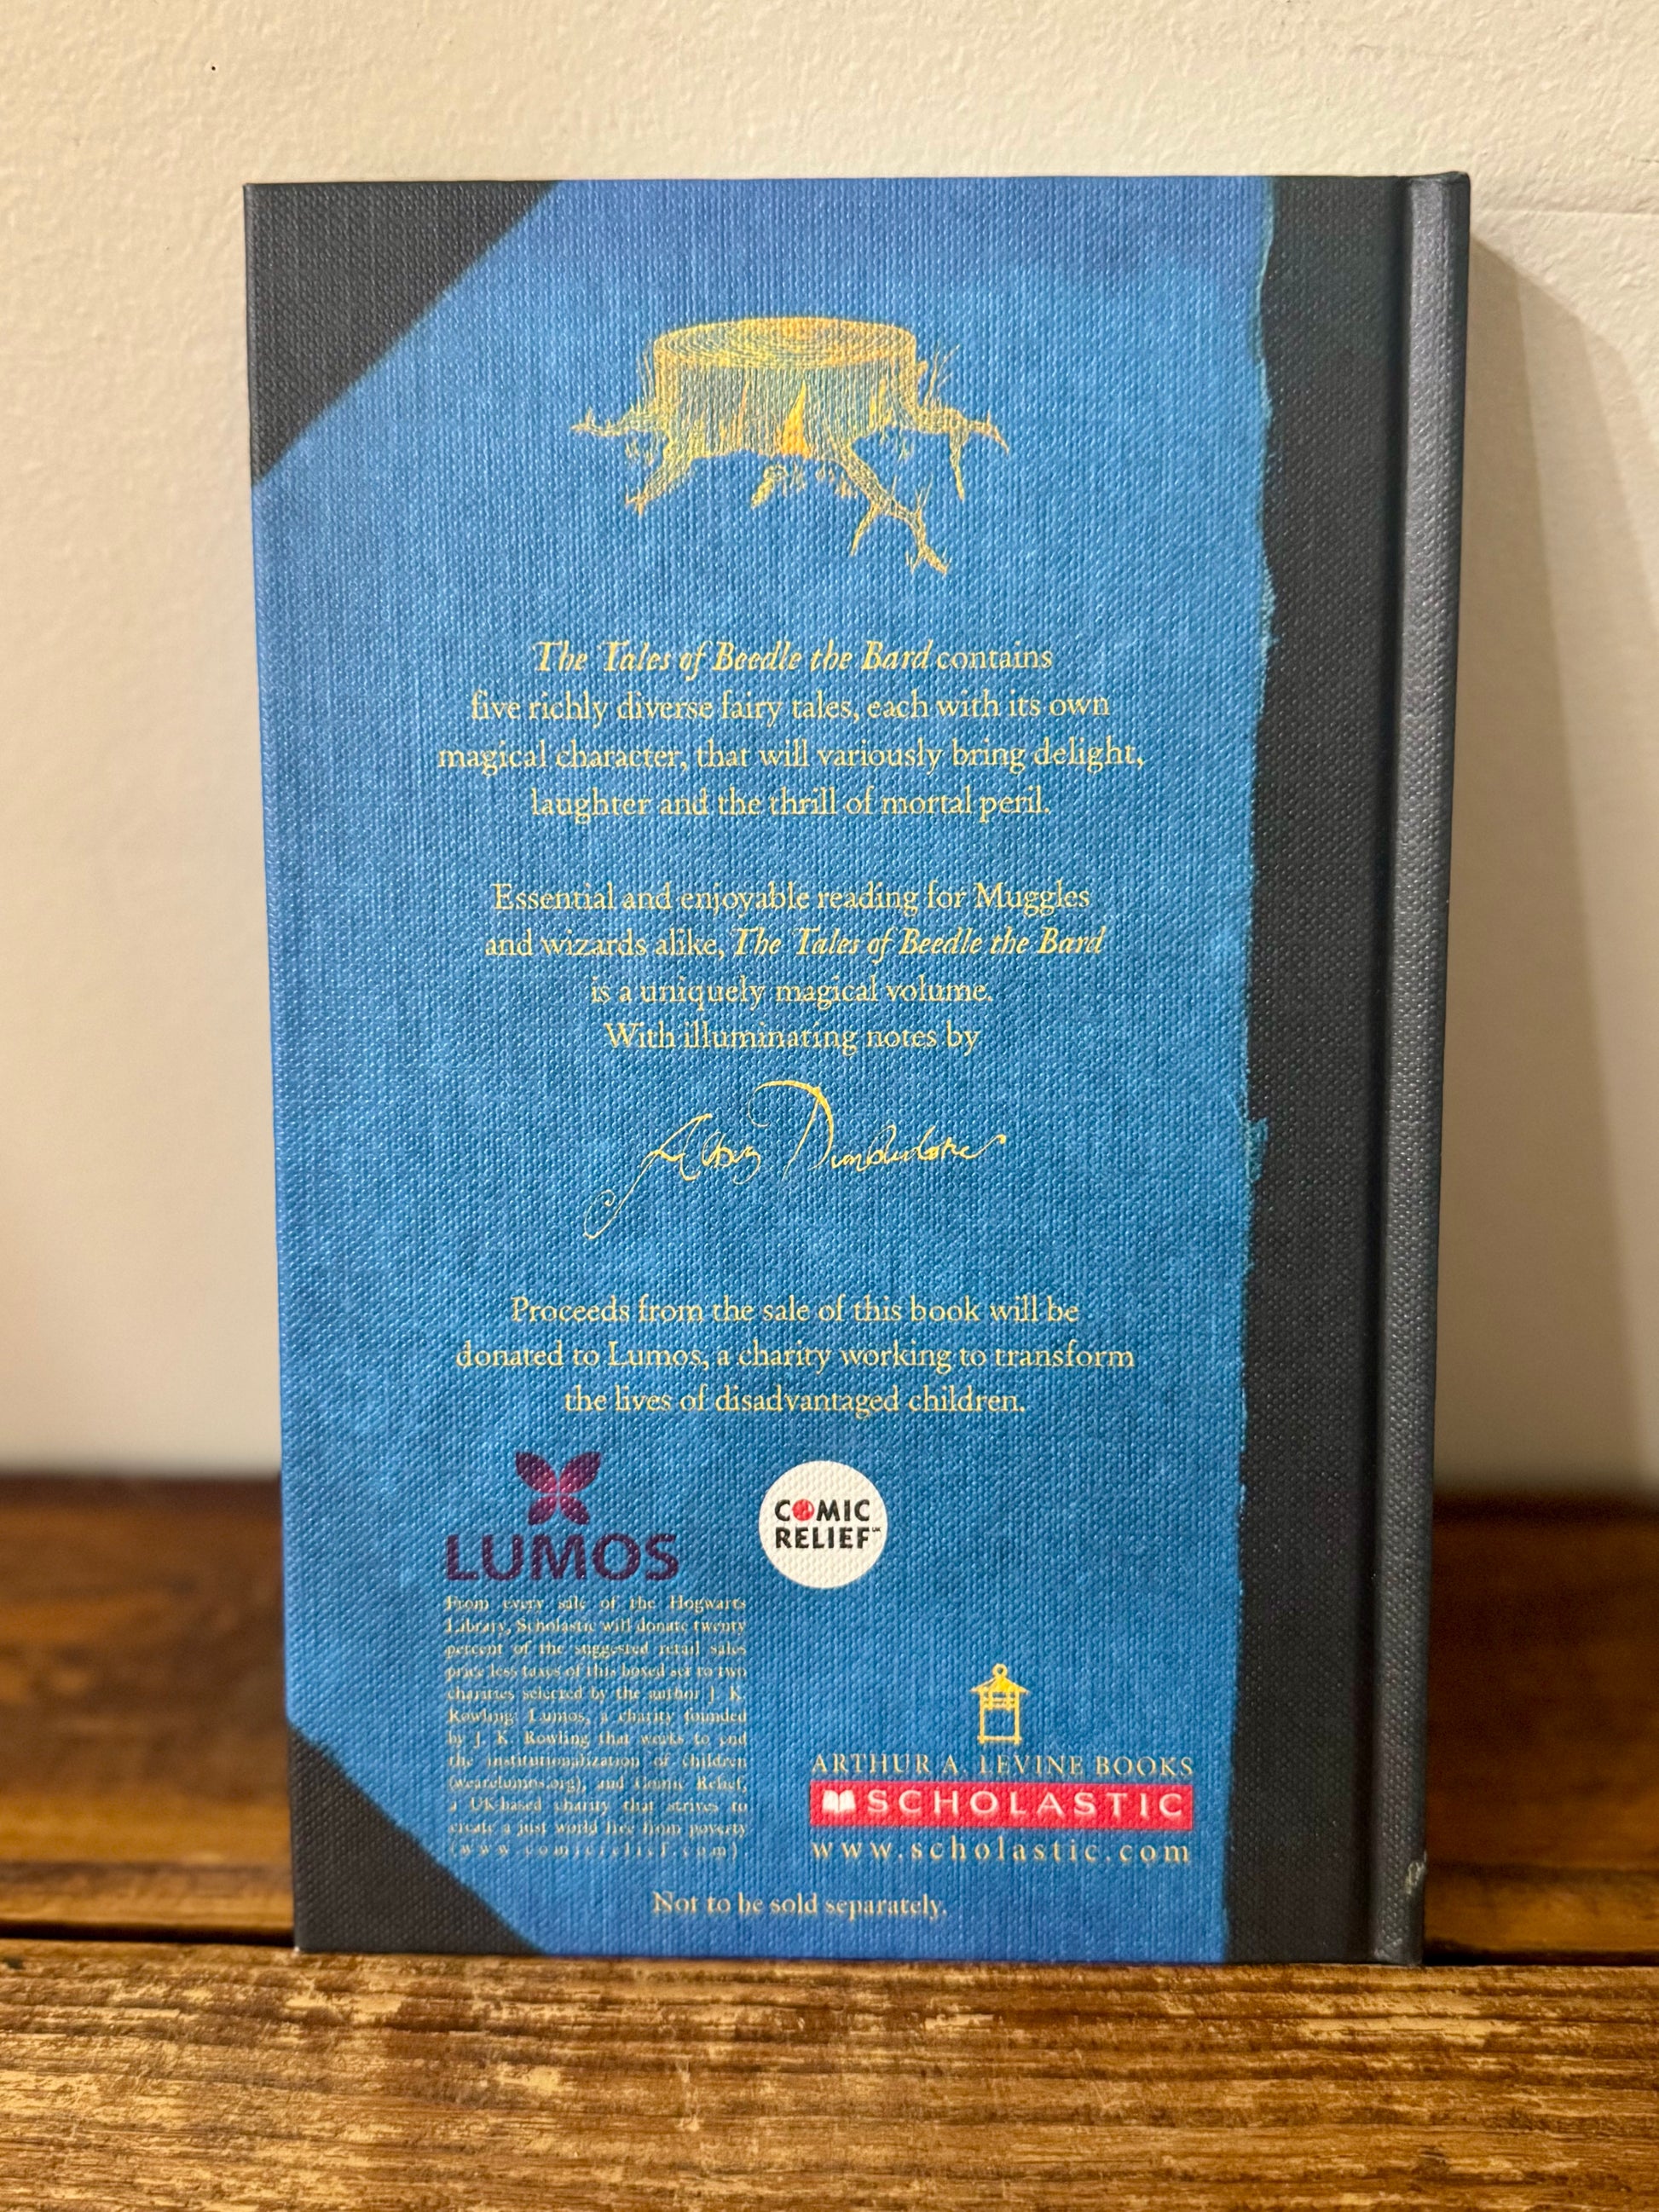 The Tales of Beedle the Bard contains
five richly diverse fairy tales, each with its own
magical character, that will variously bring delight,
laughter and the thrill of mortal peril.
Essential and enjoyable reading for Muggles
and wizards alike, The Tales of Beedle the Bard
is a uniquely magical volume.
With illuminating notes by
Albus Dumbledore
Proceeds from the sale of this book will be
donated to Lumos, a charity working to transform
the lives of disadvantaged children.
LUMOS
COMIC
RELIEF UK
From every sale of the Hogwarts
Library, Scholastic will donate twenty
percent of the suggested retail sales
price less taxes of this boxed set to two
charities selected by the author J. K.
Rowling: Lumos, a charity founded
by J. K. Rowling that works to end
the institutionalization of children
(wearelumos.org), and Comic Relief,
a UK-based charity that strives to
create a just world free from poverty
(www.comicrelief.com).
ARTHUR A. LEVINE BOOKS
SCHOLASTIC
www.scholastic.com
Not to be sold separately.